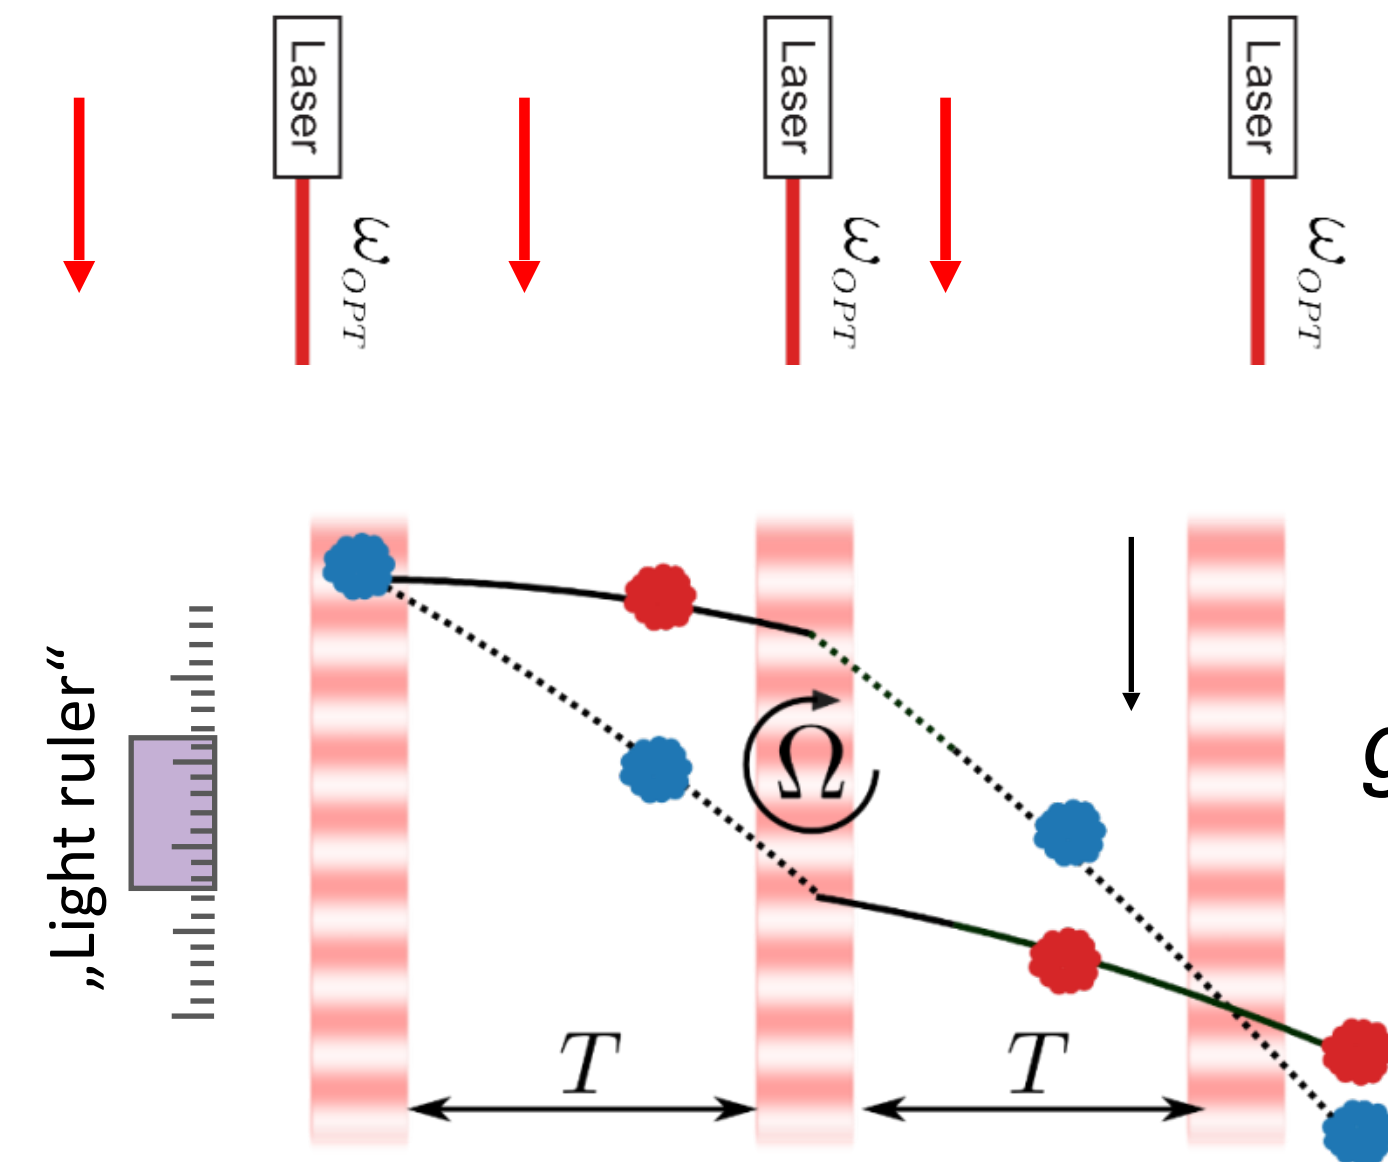 Laser
Laser
Laser
ω_OPT
ω_OPT
ω_OPT
„Light ruler“
Ω
g
T
T